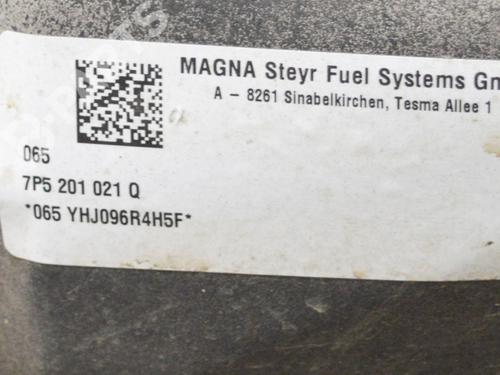 MAGNA Steyr Fuel Systems Gm
A - 8261 Sinabelkirchen, Tesma Allee 1
065
7P5 201 021 Q
*065 YHJ096R4H5F*